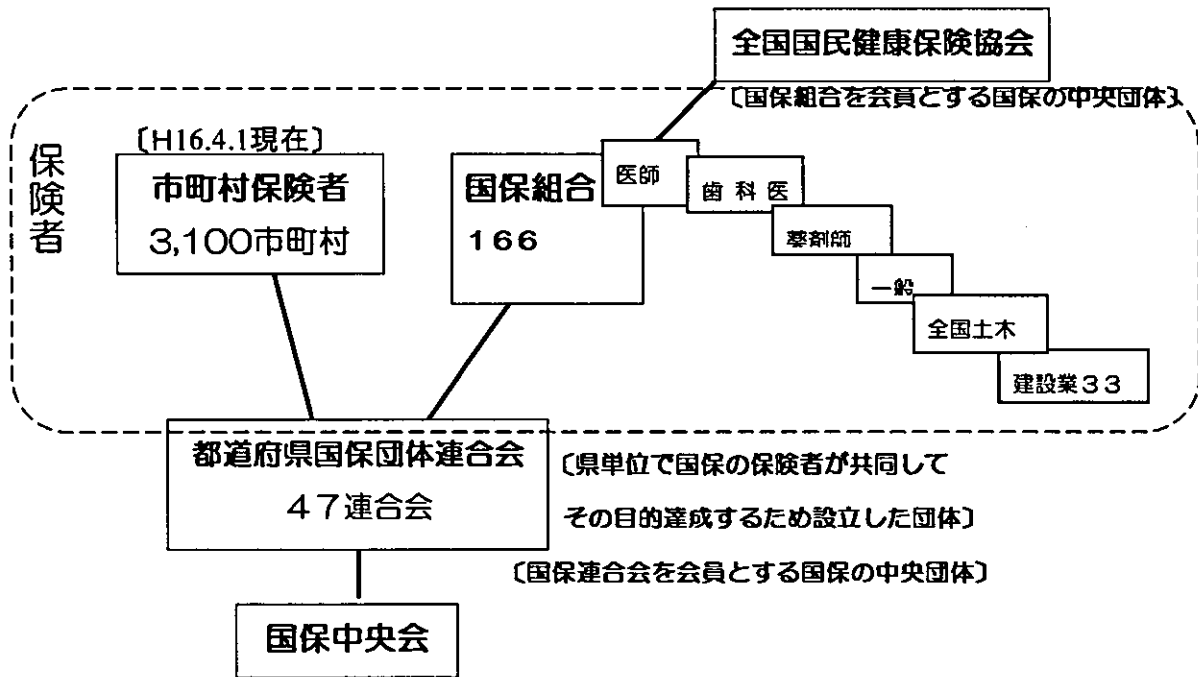 全国国民健康保険協会
〔国保組合を会員とする国保の中央団体〕
保険者
〔H16.4.1現在〕
市町村保険者
3,100市町村
国保組合
166
医師
歯科医
薬剤師
一般
全国土木
建設業33
都道府県国保団体連合会
47連合会
〔県単位で国保の保険者が共同して
その目的達成するため設立した団体〕
〔国保連合会を会員とする国保の中央団体〕
国保中央会